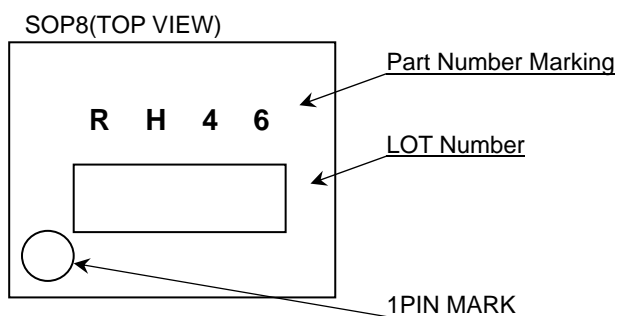 SOP8(TOP VIEW)
Part Number Marking
R H 4 6
LOT Number
1PIN MARK